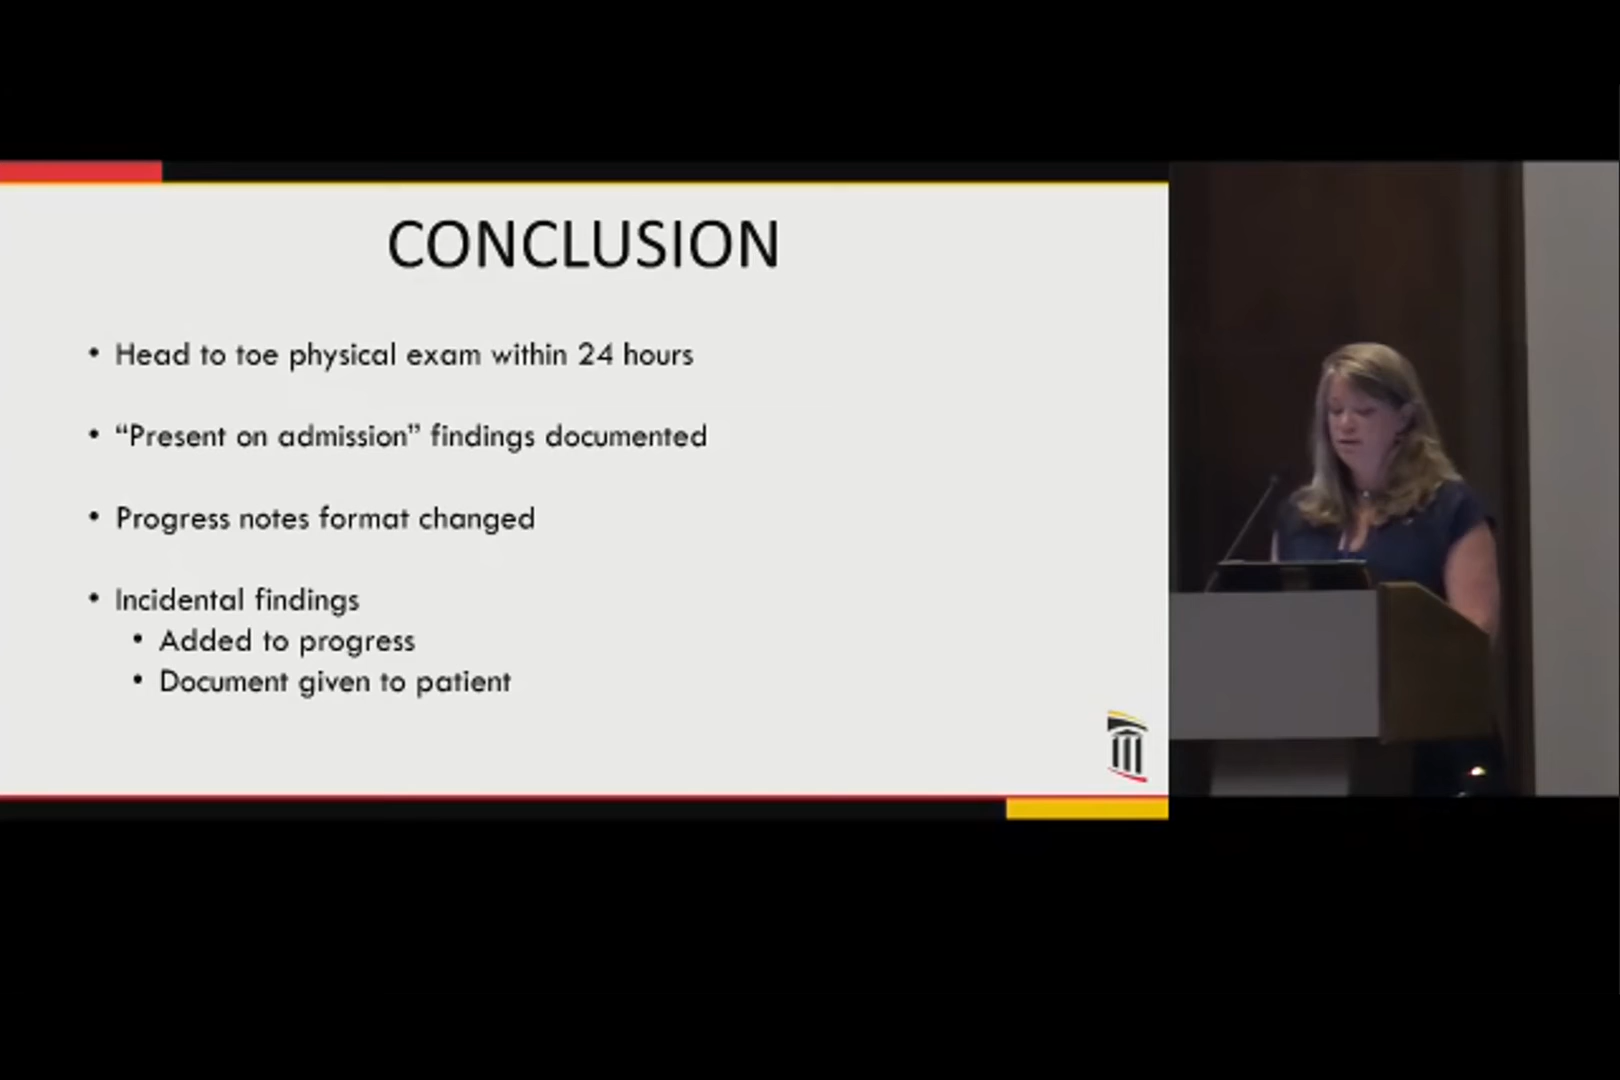 CONCLUSION
• Head to toe physical exam within 24 hours
• “Present on admission” findings documented
• Progress notes format changed
• Incidental findings
• Added to progress
• Document given to patient